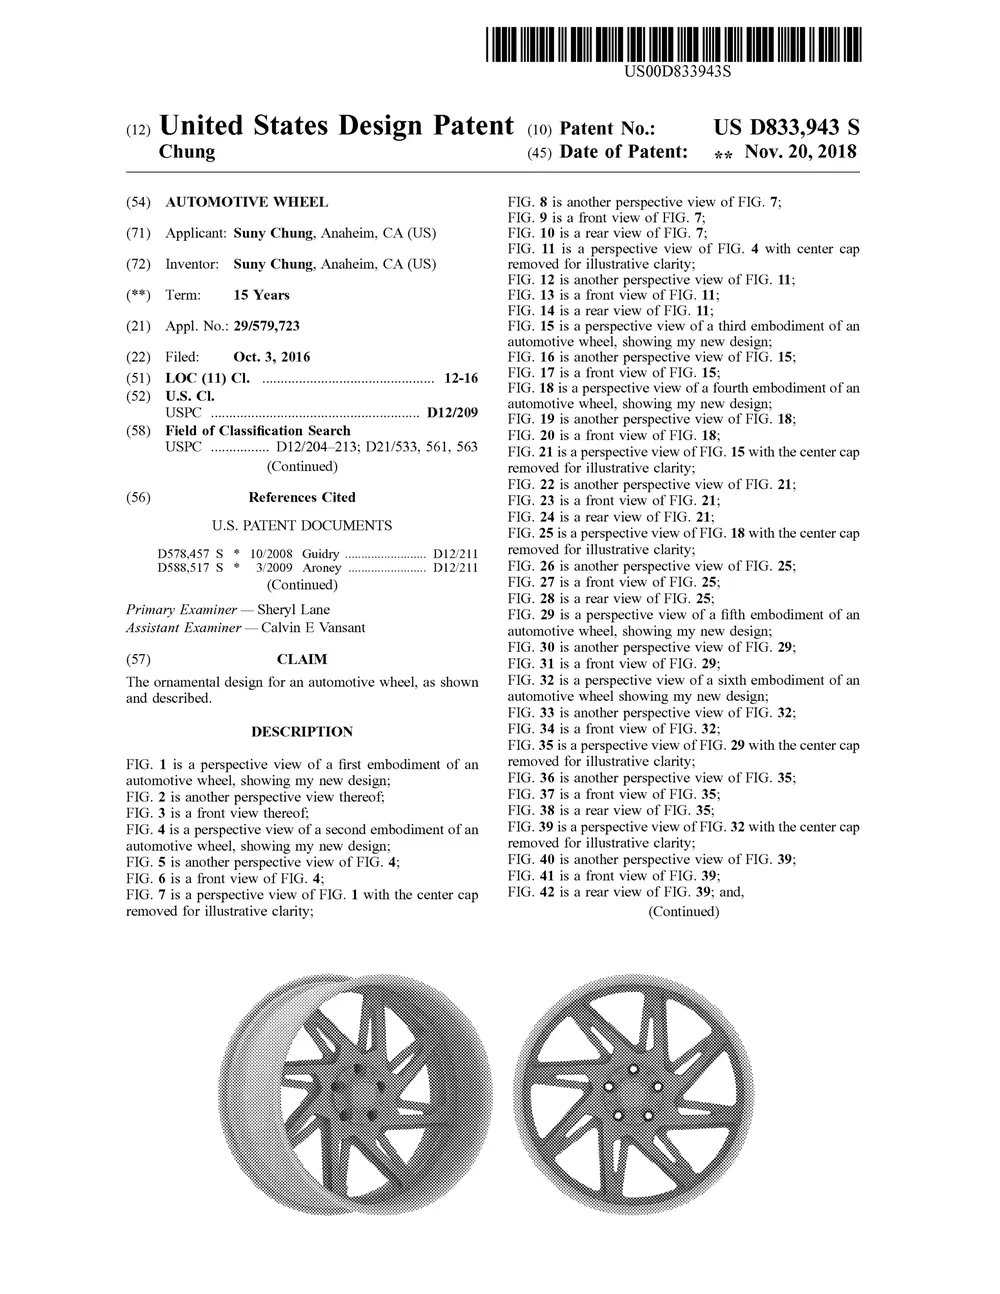 US00D833943S
(12) United States Design Patent
Chung
(10) Patent No.: US D833,943 S
(45) Date of Patent: ** Nov. 20, 2018
(54) AUTOMOTIVE WHEEL
(71) Applicant: Suny Chung, Anaheim, CA (US)
(72) Inventor: Suny Chung, Anaheim, CA (US)
(**) Term: 15 Years
(21) Appl. No.: 29/579,723
(22) Filed: Oct. 3, 2016
(51) LOC (11) Cl. ............................................... 12-16
(52) U.S. Cl.
USPC ......................................................... D12/209
(58) Field of Classification Search
USPC ................ D12/204–213; D21/533, 561, 563
(Continued)
(56) References Cited
U.S. PATENT DOCUMENTS
D578,457 S * 10/2008 Guidry ......................... D12/211
D588,517 S * 3/2009 Aroney ........................ D12/211
(Continued)
Primary Examiner — Sheryl Lane
Assistant Examiner — Calvin E Vansant
(57) CLAIM
The ornamental design for an automotive wheel, as shown
and described.
DESCRIPTION
FIG. 1 is a perspective view of a first embodiment of an
automotive wheel, showing my new design;
FIG. 2 is another perspective view thereof;
FIG. 3 is a front view thereof;
FIG. 4 is a perspective view of a second embodiment of an
automotive wheel, showing my new design;
FIG. 5 is another perspective view of FIG. 4;
FIG. 6 is a front view of FIG. 4;
FIG. 7 is a perspective view of FIG. 1 with the center cap
removed for illustrative clarity;
FIG. 8 is another perspective view of FIG. 7;
FIG. 9 is a front view of FIG. 7;
FIG. 10 is a rear view of FIG. 7;
FIG. 11 is a perspective view of FIG. 4 with center cap
removed for illustrative clarity;
FIG. 12 is another perspective view of FIG. 11;
FIG. 13 is a front view of FIG. 11;
FIG. 14 is a rear view of FIG. 11;
FIG. 15 is a perspective view of a third embodiment of an
automotive wheel, showing my new design;
FIG. 16 is another perspective view of FIG. 15;
FIG. 17 is a front view of FIG. 15;
FIG. 18 is a perspective view of a fourth embodiment of an
automotive wheel, showing my new design;
FIG. 19 is another perspective view of FIG. 18;
FIG. 20 is a front view of FIG. 18;
FIG. 21 is a perspective view of FIG. 15 with the center cap
removed for illustrative clarity;
FIG. 22 is another perspective view of FIG. 21;
FIG. 23 is a front view of FIG. 21;
FIG. 24 is a rear view of FIG. 21;
FIG. 25 is a perspective view of FIG. 18 with the center cap
removed for illustrative clarity;
FIG. 26 is another perspective view of FIG. 25;
FIG. 27 is a front view of FIG. 25;
FIG. 28 is a rear view of FIG. 25;
FIG. 29 is a perspective view of a fifth embodiment of an
automotive wheel, showing my new design;
FIG. 30 is another perspective view of FIG. 29;
FIG. 31 is a front view of FIG. 29;
FIG. 32 is a perspective view of a sixth embodiment of an
automotive wheel showing my new design;
FIG. 33 is another perspective view of FIG. 32;
FIG. 34 is a front view of FIG. 32;
FIG. 35 is a perspective view of FIG. 29 with the center cap
removed for illustrative clarity;
FIG. 36 is another perspective view of FIG. 35;
FIG. 37 is a front view of FIG. 35;
FIG. 38 is a rear view of FIG. 35;
FIG. 39 is a perspective view of FIG. 32 with the center cap
removed for illustrative clarity;
FIG. 40 is another perspective view of FIG. 39;
FIG. 41 is a front view of FIG. 39;
FIG. 42 is a rear view of FIG. 39; and,
(Continued)